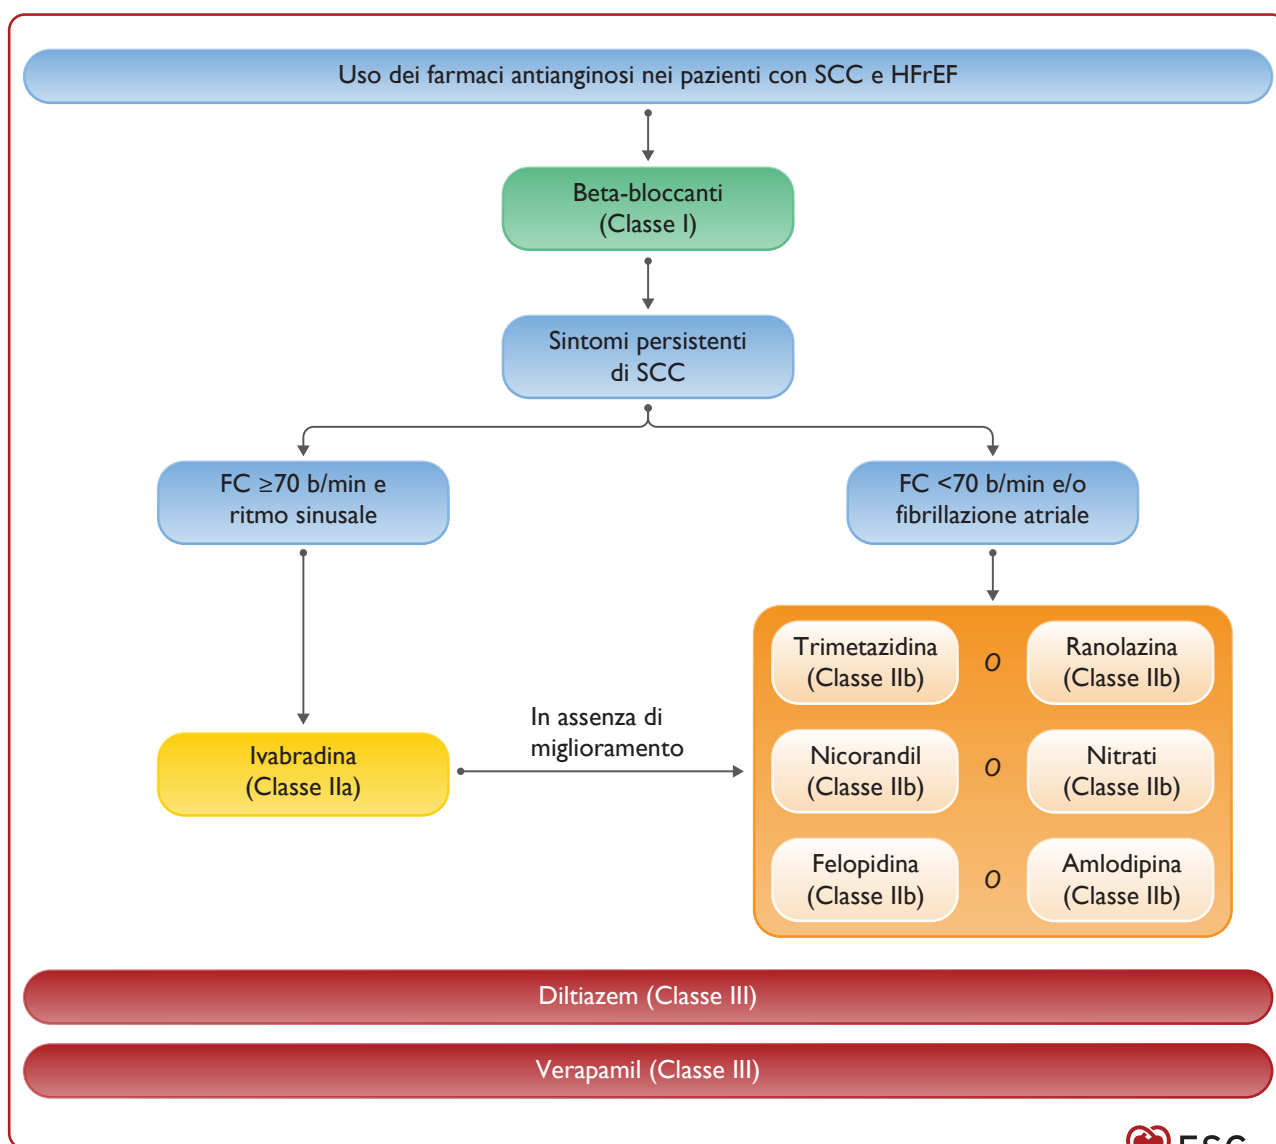 Uso dei farmaci antianginosi nei pazienti con SCC e HFrEF
Beta-bloccanti
(Classe I)
Sintomi persistenti
di SCC
FC ≥70 b/min e
ritmo sinusale
FC <70 b/min e/o
fibrillazione atriale
Trimetazidina
(Classe IIb)
O
Ranolazina
(Classe IIb)
In assenza di
miglioramento
Ivabradina
(Classe IIa)
Nicorandil
(Classe IIb)
O
Nitrati
(Classe IIb)
Felopidina
(Classe IIb)
O
Amlodipina
(Classe IIb)
Diltiazem (Classe III)
Verapamil (Classe III)
ESC